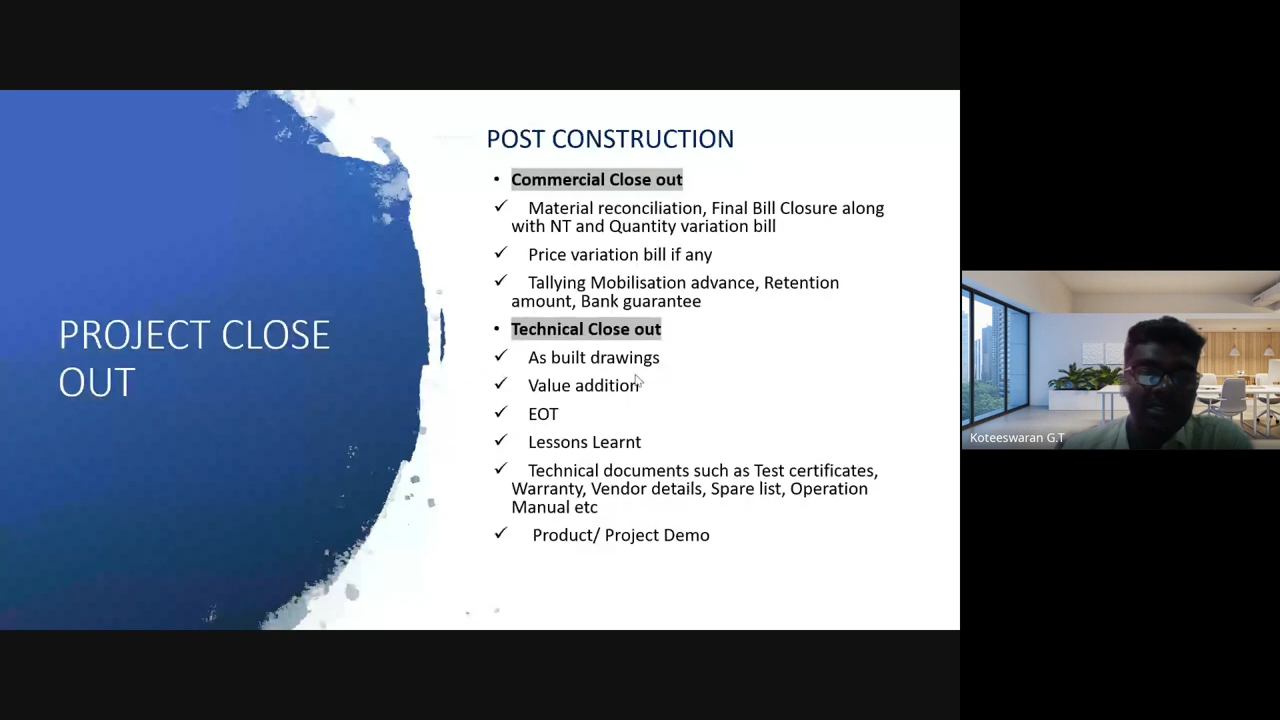 PROJECT CLOSE
OUT
POST CONSTRUCTION
• Commercial Close out
✓ Material reconciliation, Final Bill Closure along
with NT and Quantity variation bill
✓ Price variation bill if any
✓ Tallying Mobilisation advance, Retention
amount, Bank guarantee
• Technical Close out
✓ As built drawings
✓ Value addition
✓ EOT
✓ Lessons Learnt
✓ Technical documents such as Test certificates,
Warranty, Vendor details, Spare list, Operation
Manual etc
✓ Product/ Project Demo
Koteeswaran G.T